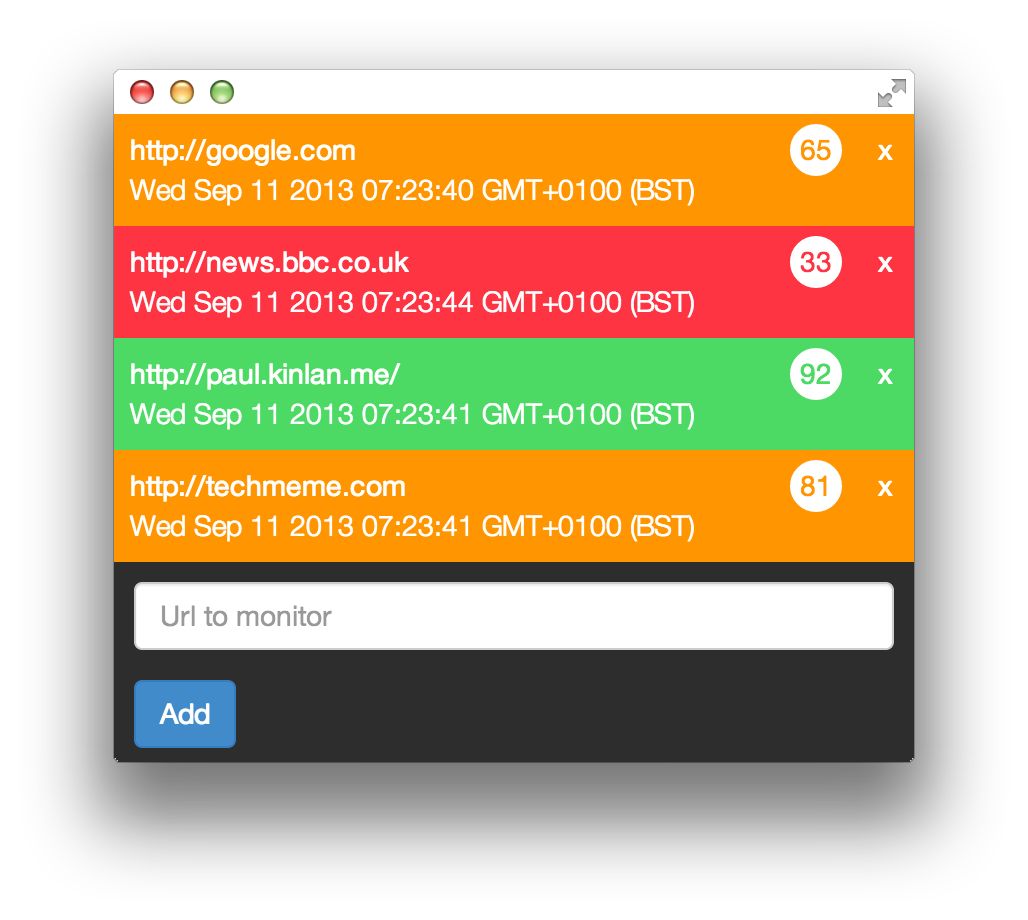 http://google.com 65 x
Wed Sep 11 2013 07:23:40 GMT+0100 (BST)
http://news.bbc.co.uk 33 x
Wed Sep 11 2013 07:23:44 GMT+0100 (BST)
http://paul.kinlan.me/ 92 x
Wed Sep 11 2013 07:23:41 GMT+0100 (BST)
http://techmeme.com 81 x
Wed Sep 11 2013 07:23:41 GMT+0100 (BST)
Url to monitor
Add